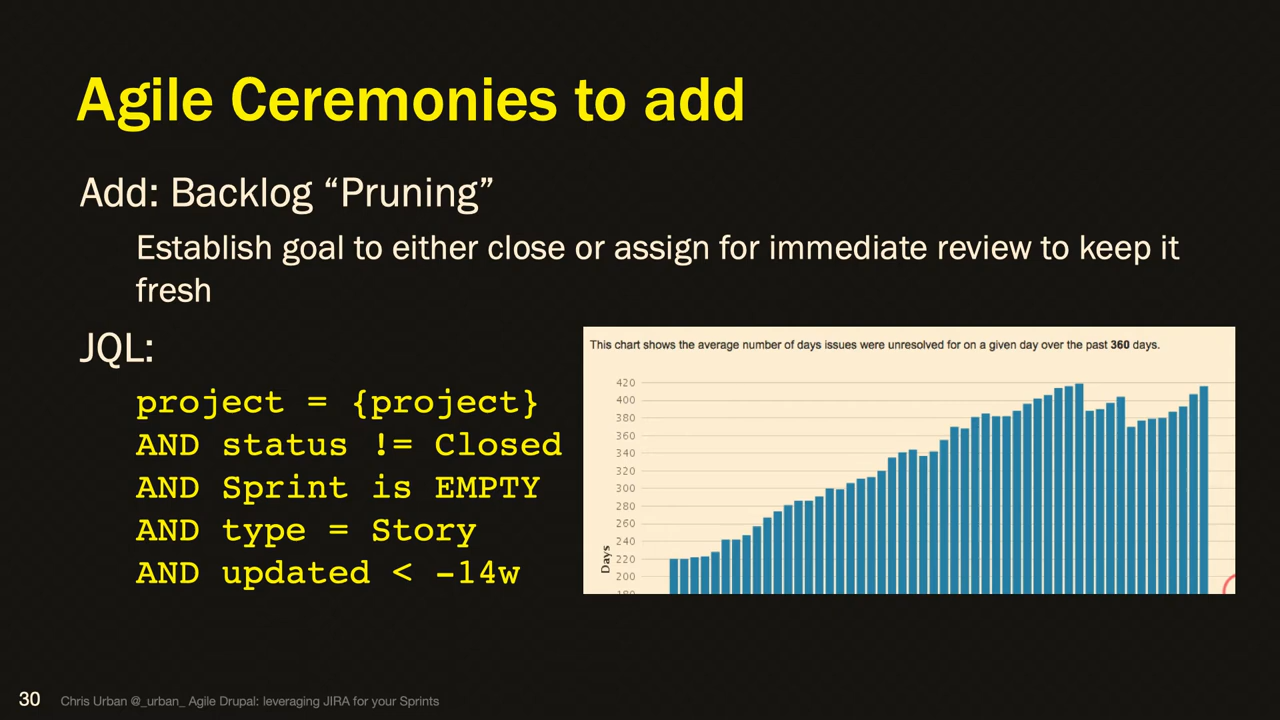 Agile Ceremonies to add
Add: Backlog “Pruning”
Establish goal to either close or assign for immediate review to keep it
fresh
JQL:
project = {project}
AND status != Closed
AND Sprint is EMPTY
AND type = Story
AND updated < -14w
This chart shows the average number of days issues were unresolved for on a given day over the past 360 days.
420
400
380
360
340
320
300
280
260
240
220
200
180
Days
30 Chris Urban @_urban_ Agile Drupal: leveraging JIRA for your Sprints